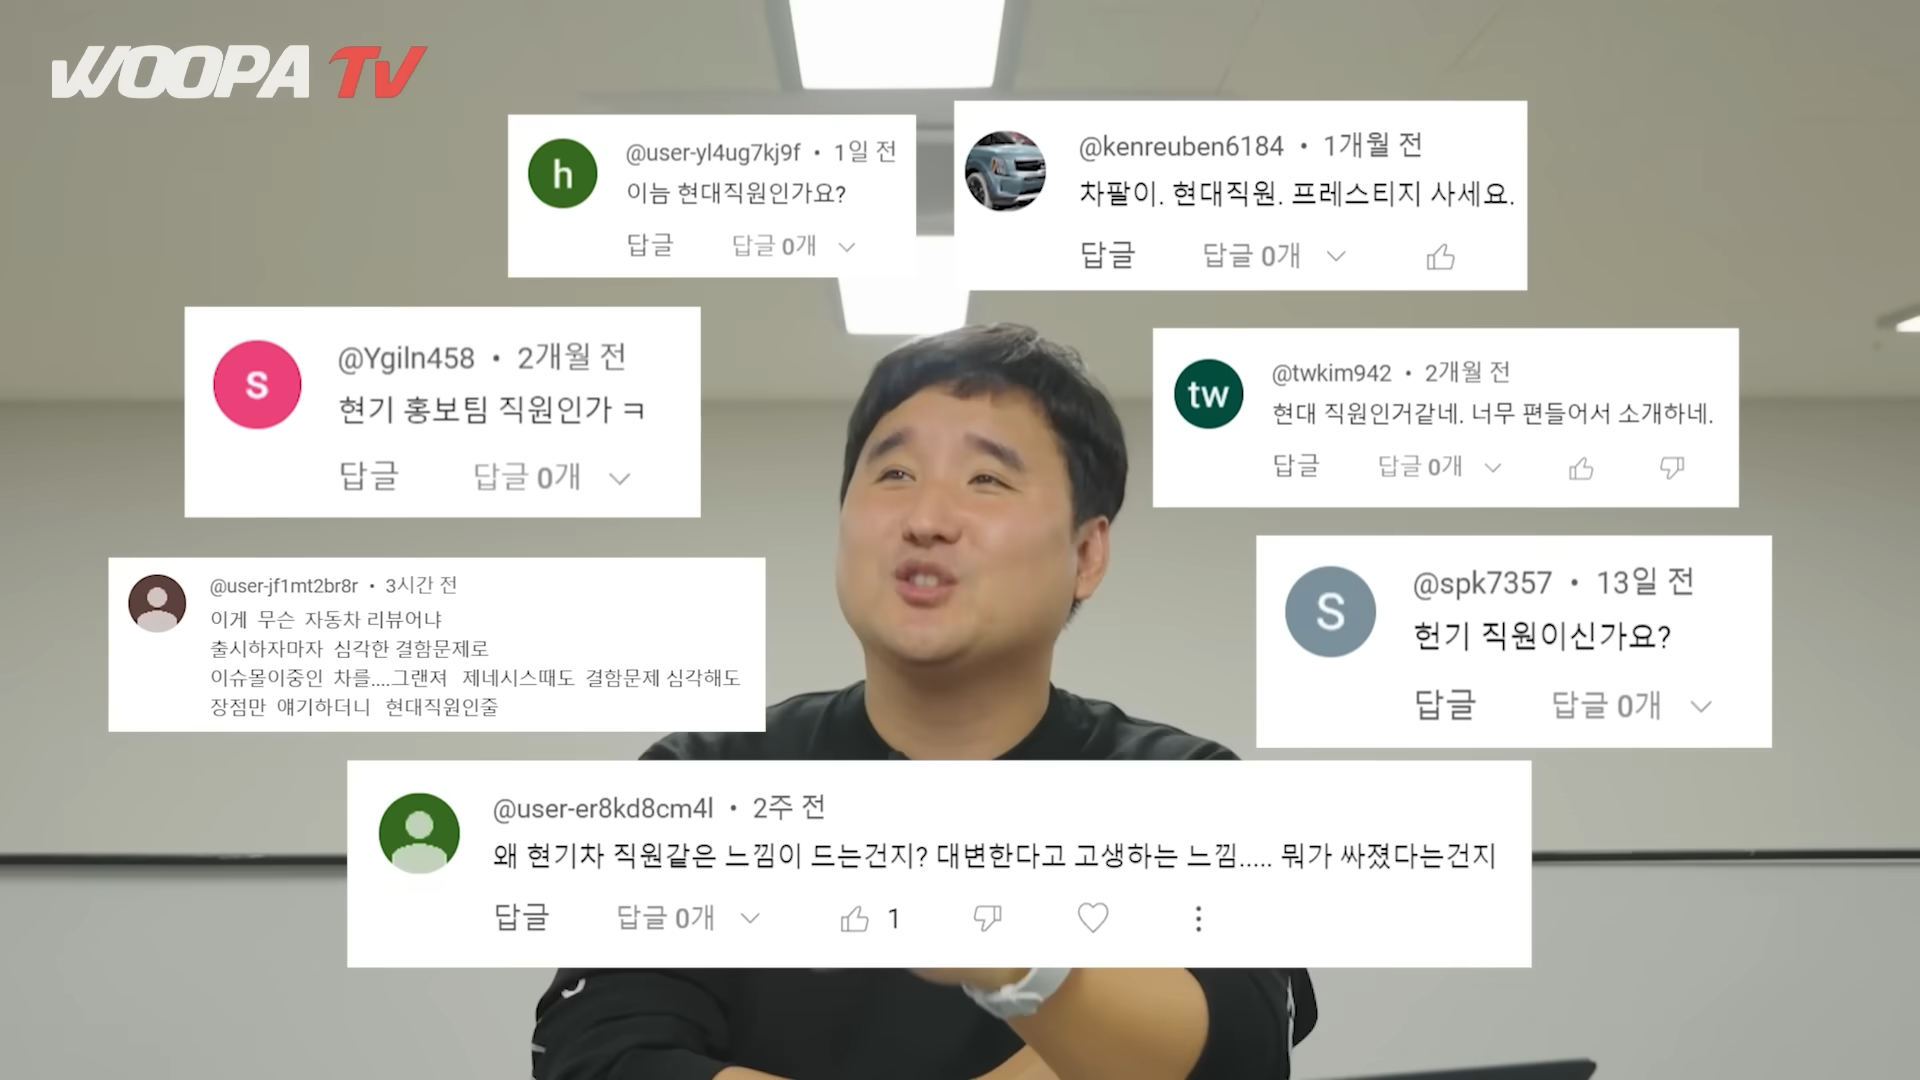 WOOPA TV
h
@user-yl4ug7kj9f • 1일 전
이늠 현대직원인가요?
답글 답글 0개
@kenreuben6184 • 1개월 전
차팔이. 현대직원. 프레스티지 사세요.
답글 답글 0개
s
@Ygiln458 • 2개월 전
현기 홍보팀 직원인가 ㅋ
답글 답글 0개
tw
@twkim942 • 2개월 전
현대 직원인거같네. 너무 편들어서 소개하네.
답글 답글 0개
@user-jf1mt2br8r • 3시간 전
이게 무슨 자동차 리뷰어냐
출시하자마자 심각한 결함문제로
이슈몰이중인 차를....그랜져 제네시스때도 결함문제 심각해도
장점만 얘기하더니 현대직원인줄
S
@spk7357 • 13일 전
헌기 직원이신가요?
답글 답글 0개
@user-er8kd8cm4l • 2주 전
왜 현기차 직원같은 느낌이 드는건지? 대변한다고 고생하는 느낌..... 뭐가 싸졌다는건지
답글 답글 0개 1